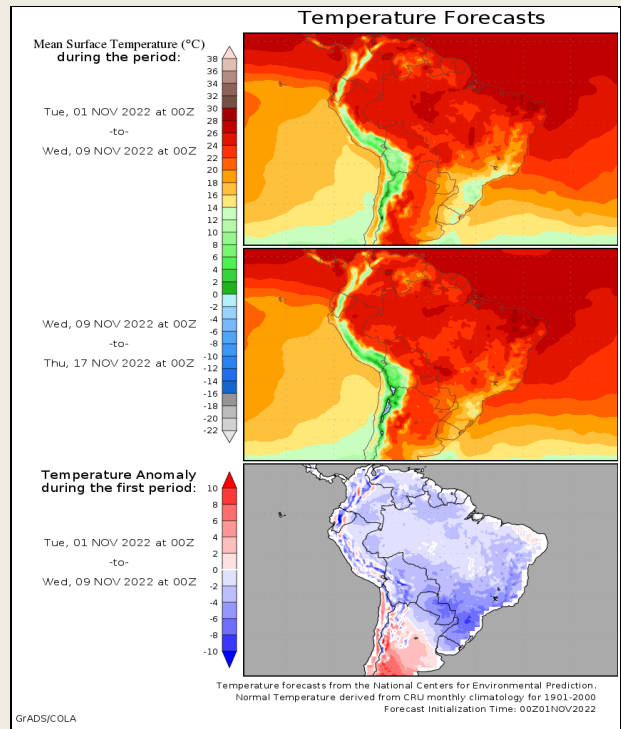 Temperature Forecasts
Mean Surface Temperature (°C)
during the period:
Tue, 01 NOV 2022 at 00Z
-to-
Wed, 09 NOV 2022 at 00Z
38
36
34
32
30
28
26
24
22
20
18
16
14
12
10
8
6
4
2
0
-2
-4
-6
-8
-10
-12
-14
-16
-18
-20
-22
Wed, 09 NOV 2022 at 00Z
-to-
Thu, 17 NOV 2022 at 00Z
Temperature Anomaly
during the first period:
Tue, 01 NOV 2022 at 00Z
-to-
Wed, 09 NOV 2022 at 00Z
10
8
6
4
2
0
-2
-4
-6
-8
-10
Temperature forecasts from the National Centers for Environmental Prediction.
Normal Temperature derived from CRU monthly climatology for 1901-2000
Forecast Initialization Time: 00Z01NOV2022
GrADS/COLA